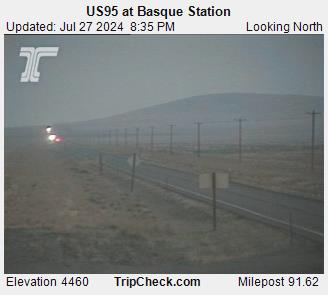 US95 at Basque Station
Updated: Jul 27 2024 8:35 PM Looking North
Elevation 4460 TripCheck.com Milepost 91.62